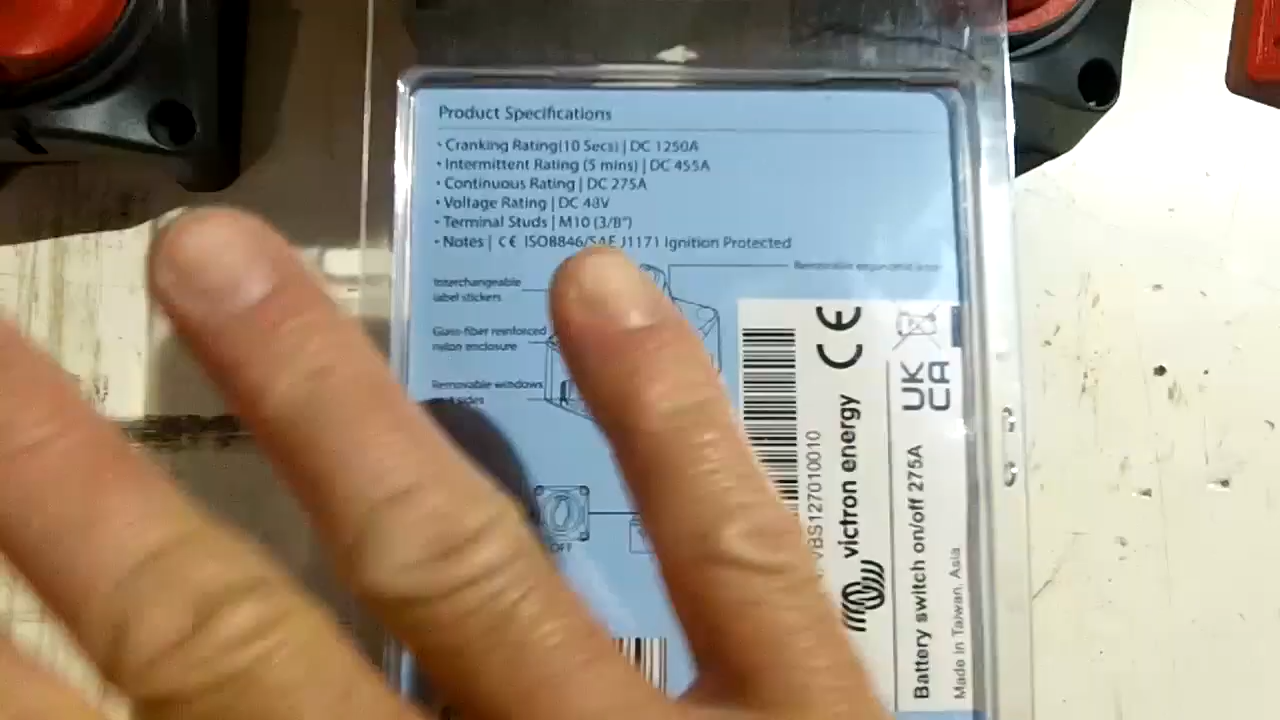 Product Specifications
• Cranking Rating(10 Secs) | DC 1250A
• Intermittent Rating (5 mins) | DC 455A
• Continuous Rating | DC 275A
• Voltage Rating | DC 48V
• Terminal Studs | M10 (3/8")
• Notes | CE ISO8846/SAE J1171 Ignition Protected
Removable
Interchangeable
label stickers
Glass-fiber reinforced
nylon enclosure
Removable windows
sides
OFF
CE
UK
CA
VBS127010010
victron energy
Battery switch on/off 275A
Made in Taiwan, Asia